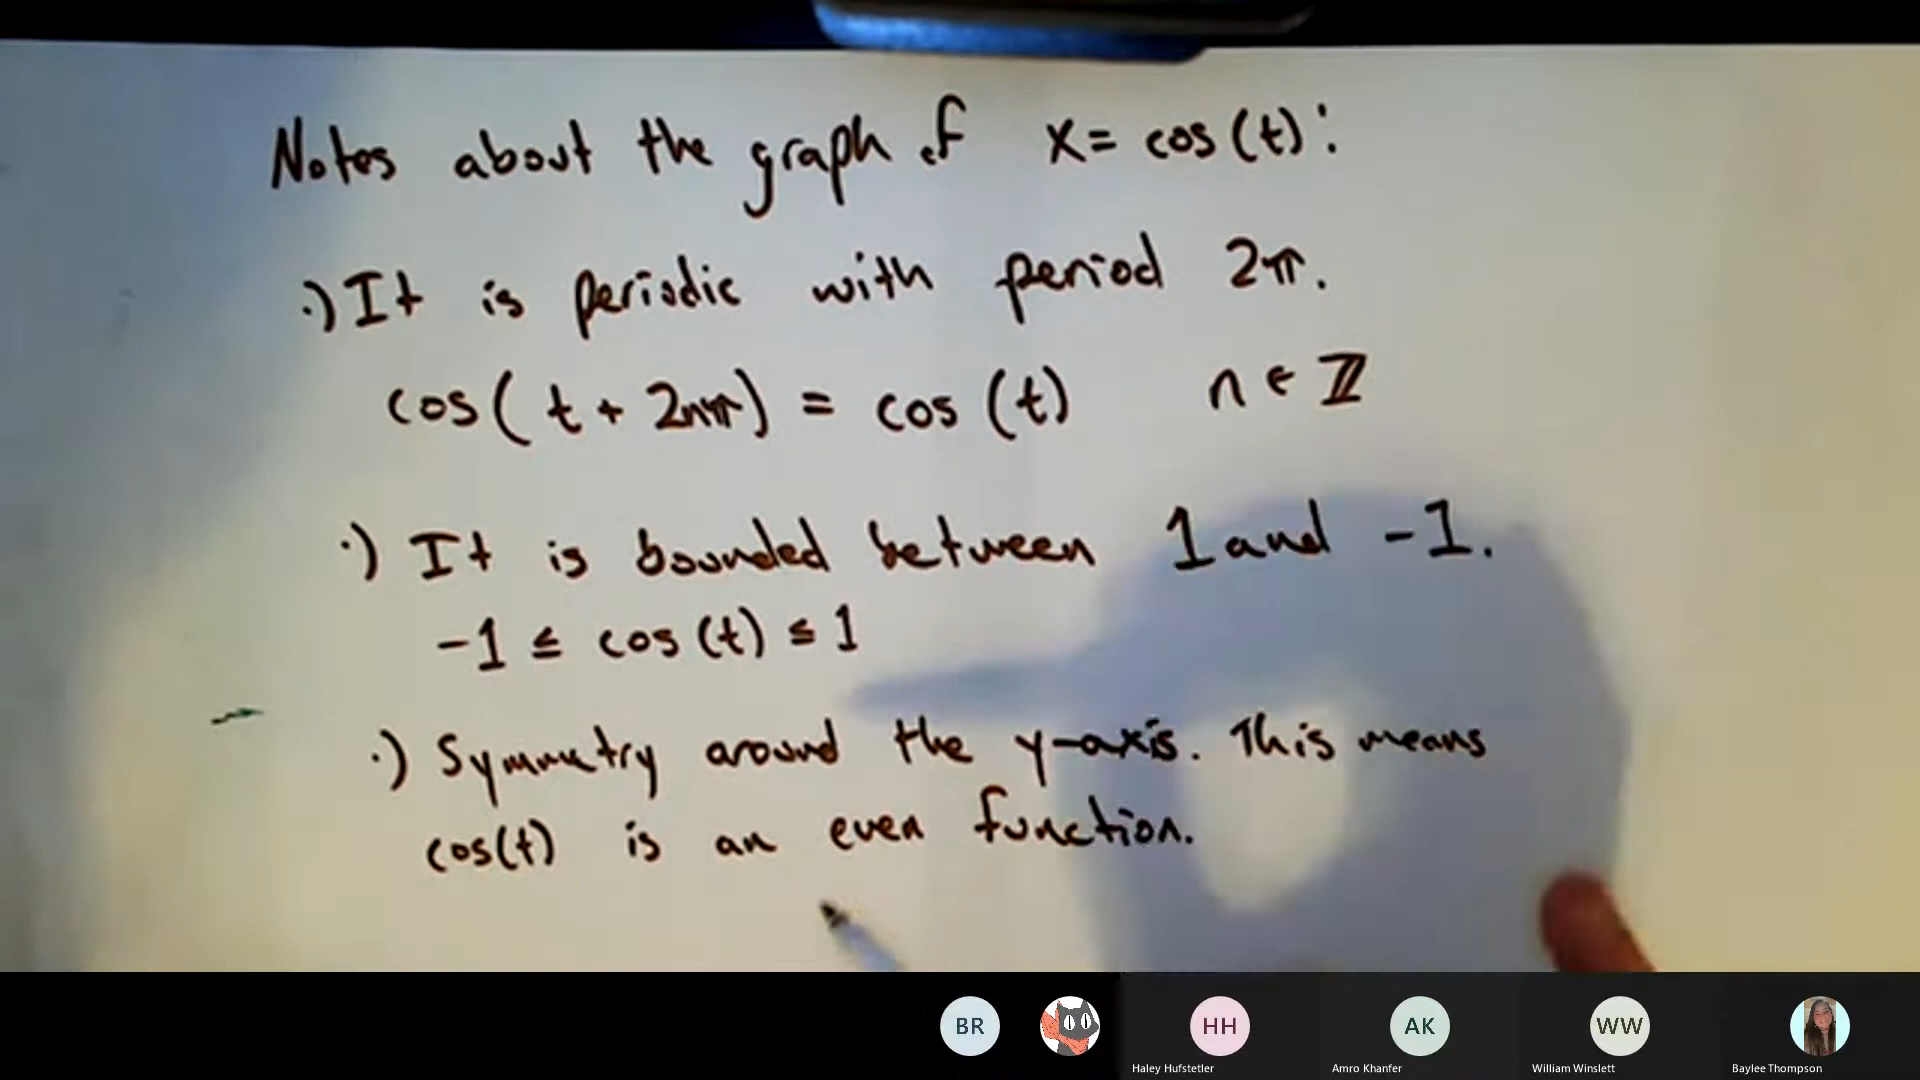 Notes about the graph of x = cos(t):
·) It is periodic with period 2π.
cos(t + 2nπ) = cos(t) n ∈ ℤ
·) It is bounded between 1 and -1.
-1 ≤ cos(t) ≤ 1
·) Symmetry around the y-axis. This means
cos(t) is an even function.
BR HH AK WW
Haley Hufstetler Amro Khanfer William Winslett Baylee Thompson